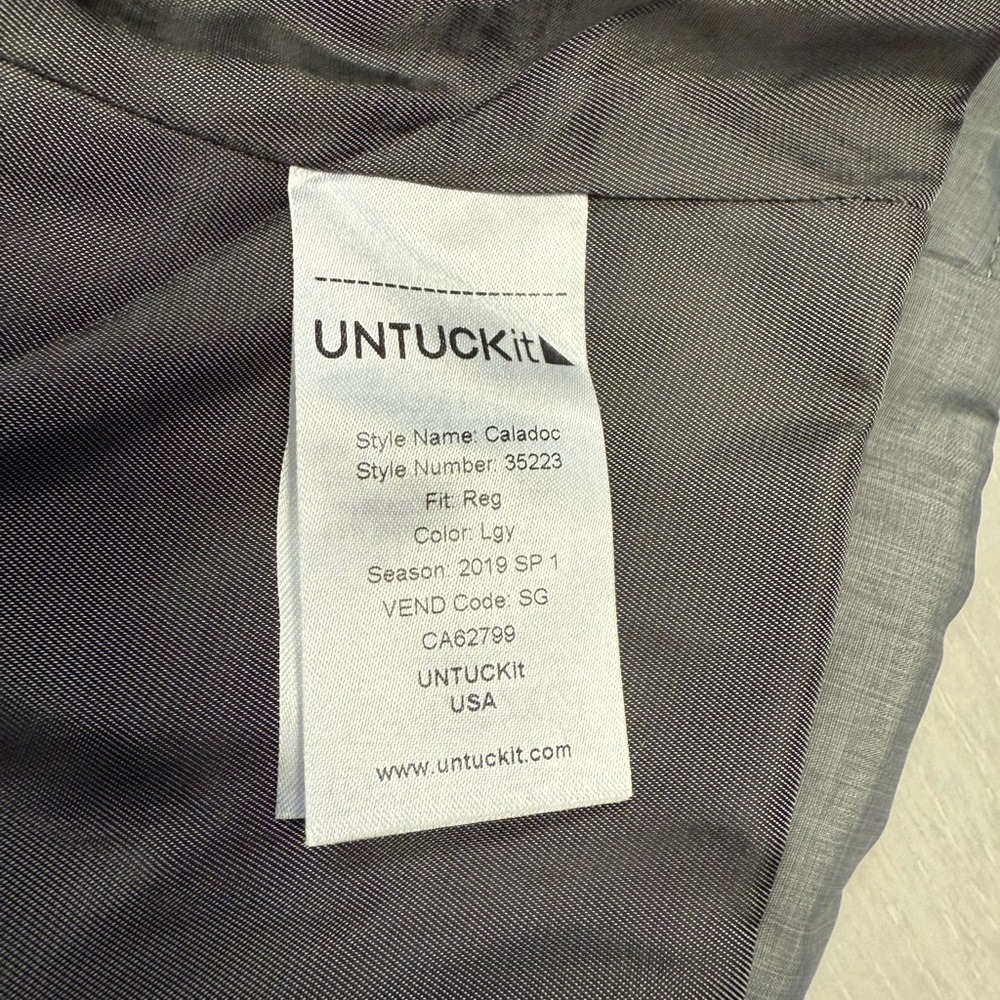 UNTUCKit
Style Name: Caladoc
Style Number: 35223
Fit: Reg
Color: Lgy
Season: 2019 SP 1
VEND Code: SG
CA62799
UNTUCKit
USA
www.untuckit.com